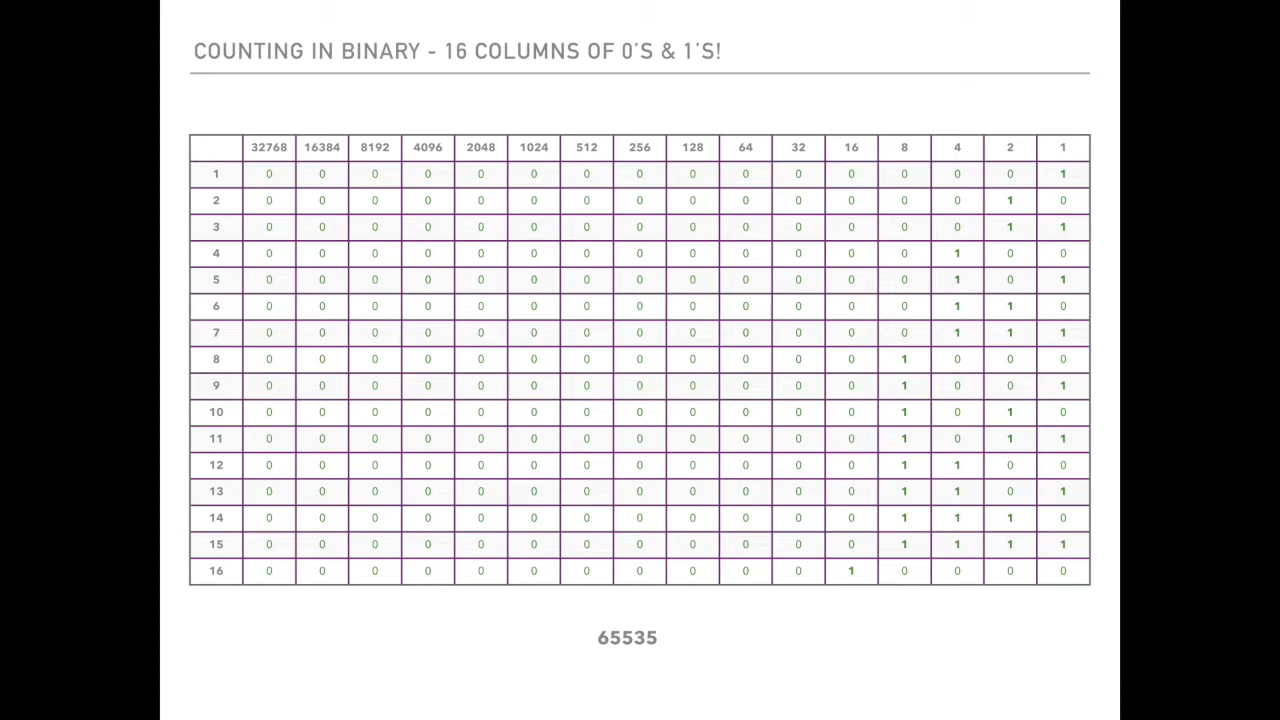 COUNTING IN BINARY - 16 COLUMNS OF 0'S & 1'S!
32768 16384 8192 4096 2048 1024 512 256 128 64 32 16 8 4 2 1
1 0 0 0 0 0 0 0 0 0 0 0 0 0 0 0 1
2 0 0 0 0 0 0 0 0 0 0 0 0 0 0 1 0
3 0 0 0 0 0 0 0 0 0 0 0 0 0 0 1 1
4 0 0 0 0 0 0 0 0 0 0 0 0 0 1 0 0
5 0 0 0 0 0 0 0 0 0 0 0 0 0 1 0 1
6 0 0 0 0 0 0 0 0 0 0 0 0 0 1 1 0
7 0 0 0 0 0 0 0 0 0 0 0 0 0 1 1 1
8 0 0 0 0 0 0 0 0 0 0 0 0 1 0 0 0
9 0 0 0 0 0 0 0 0 0 0 0 0 1 0 0 1
10 0 0 0 0 0 0 0 0 0 0 0 0 1 0 1 0
11 0 0 0 0 0 0 0 0 0 0 0 0 1 0 1 1
12 0 0 0 0 0 0 0 0 0 0 0 0 1 1 0 0
13 0 0 0 0 0 0 0 0 0 0 0 0 1 1 0 1
14 0 0 0 0 0 0 0 0 0 0 0 0 1 1 1 0
15 0 0 0 0 0 0 0 0 0 0 0 0 1 1 1 1
16 0 0 0 0 0 0 0 0 0 0 0 1 0 0 0 0
65535